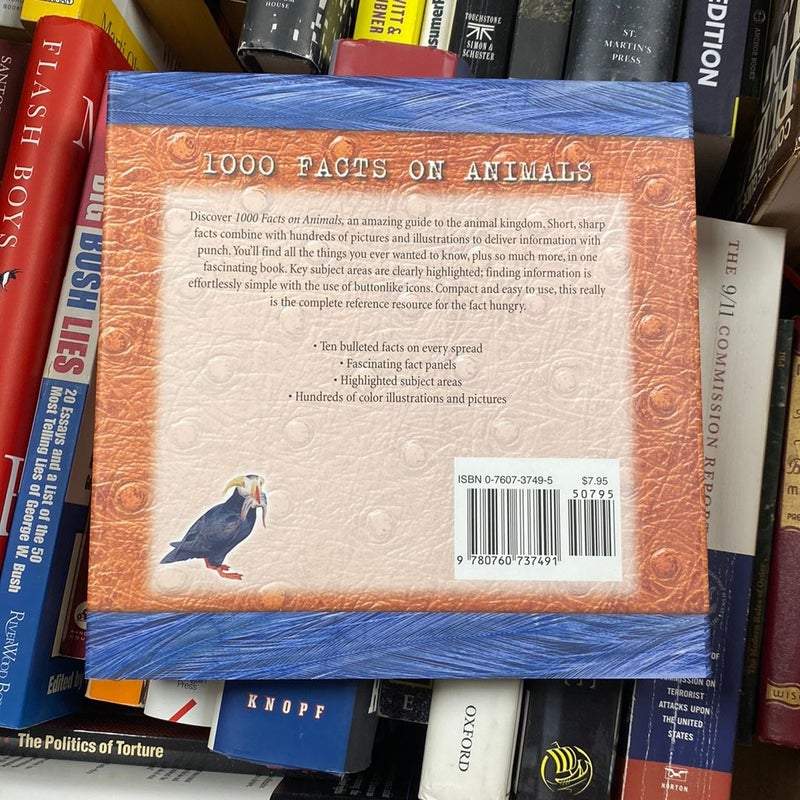 HOUSE
TOUCHSTONE
SIMON &
SCHUSTER
ST.
MARTIN'S
PRESS
EDITION
FLASH BOYS
BUSH LIES
20 Essays and a List of the 50
Most Telling Lies of George W. Bush
Edited by
1000 FACTS ON ANIMALS
Discover 1000 Facts on Animals, an amazing guide to the animal kingdom. Short, sharp
facts combine with hundreds of pictures and illustrations to deliver information with
punch. You'll find all the things you ever wanted to know, plus so much more, in one
fascinating book. Key subject areas are clearly highlighted; finding information is
effortlessly simple with the use of buttonlike icons. Compact and easy to use, this really
is the complete reference resource for the fact hungry.
• Ten bulleted facts on every spread
• Fascinating fact panels
• Highlighted subject areas
• Hundreds of color illustrations and pictures
ISBN 0-7607-3749-5 $7.95
50795
9 780760 737491
THE 9/11 COMMISSION REPORT
TERRORIST
ATTACKS UPON
THE UNITED
STATES
NORTON
Press
KNOPF
OXFORD
The Politics of Torture